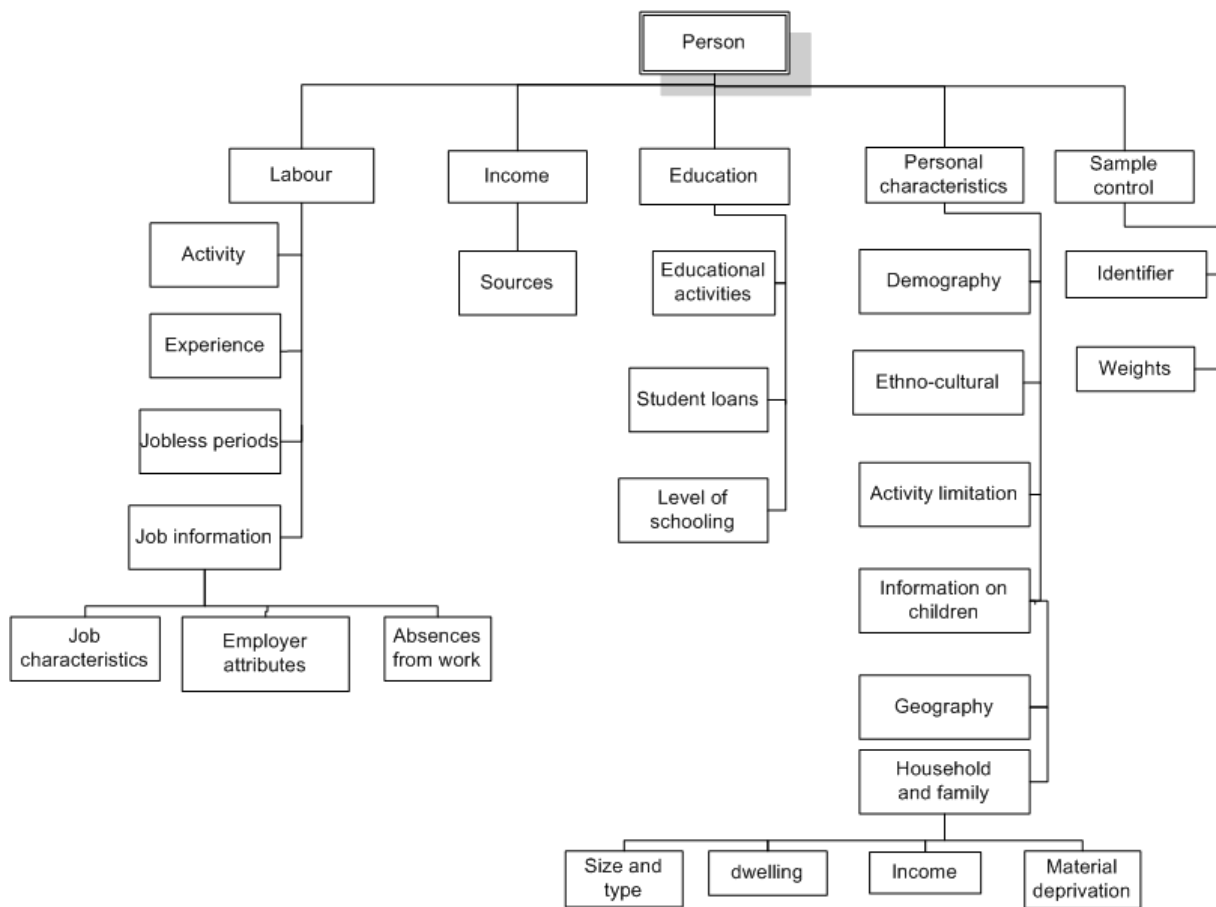 Person
Labour
Income
Education
Personal
characteristics
Sample
control
Activity
Experience
Jobless periods
Job information
Job
characteristics
Employer
attributes
Absences
from work
Sources
Educational
activities
Student loans
Level of
schooling
Demography
Ethno-cultural
Activity limitation
Information on
children
Geography
Household
and family
Size and
type
dwelling
Income
Material
deprivation
Identifier
Weights